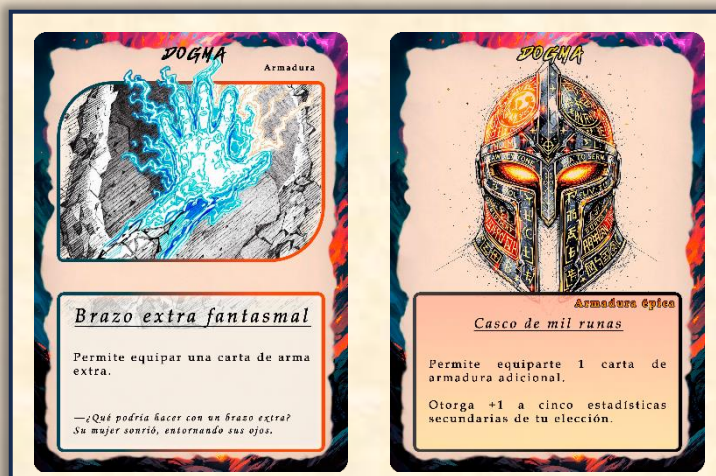 DOGMA
Armadura
Brazo extra fantasmal
Permite equipar una carta de arma
extra.
—¿Qué podría hacer con un brazo extra?
Su mujer sonrió, entornando sus ojos.
DOGMA
Armadura épica
Casco de mil runas
Permite equiparte 1 carta de
armadura adicional.
Otorga +1 a cinco estadísticas
secundarias de tu elección.